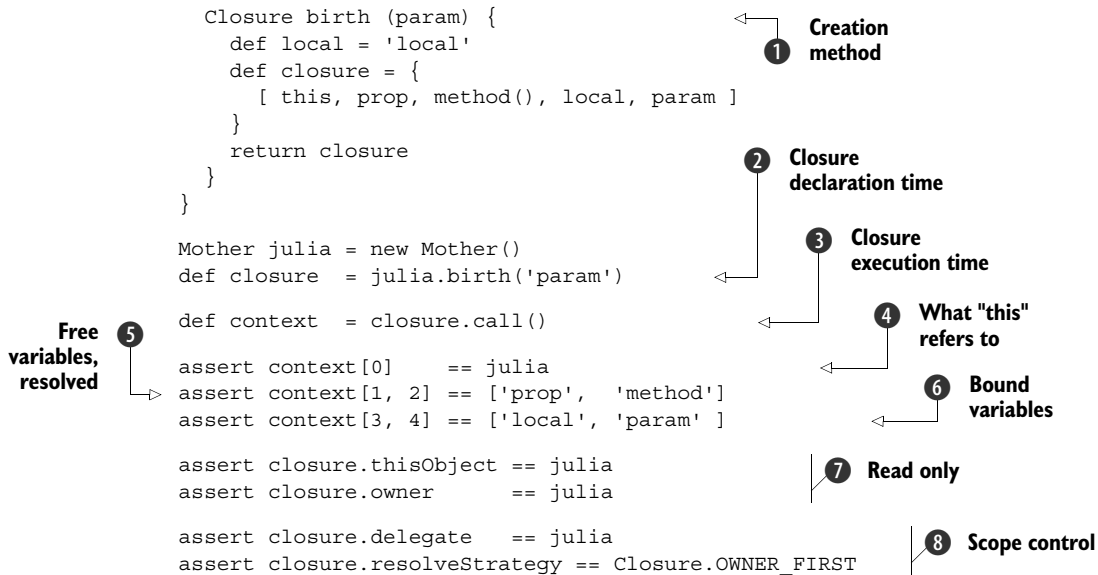 Closure birth (param) {
Creation
1 method
def local = 'local'
def closure = {
[ this, prop, method(), local, param ]
}
return closure
}
}
2 Closure
declaration time
Mother julia = new Mother()
def closure = julia.birth('param')
3 Closure
execution time
def context = closure.call()
4 What "this"
refers to
Free 5
variables,
resolved
assert context[0] == julia
assert context[1, 2] == ['prop', 'method']
assert context[3, 4] == ['local', 'param' ]
6 Bound
variables
assert closure.thisObject == julia
assert closure.owner == julia
7 Read only
assert closure.delegate == julia
assert closure.resolveStrategy == Closure.OWNER_FIRST
8 Scope control